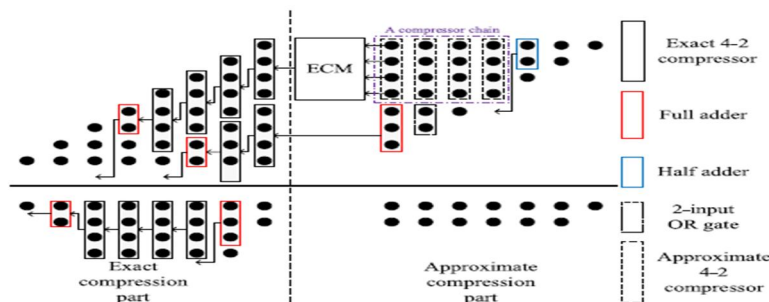 A compressor chain
ECM
Exact 4-2
compressor
Full adder
Half adder
2-input
OR gate
Approximate
4-2
compressor
Exact
compression
part
Approximate
compression
part